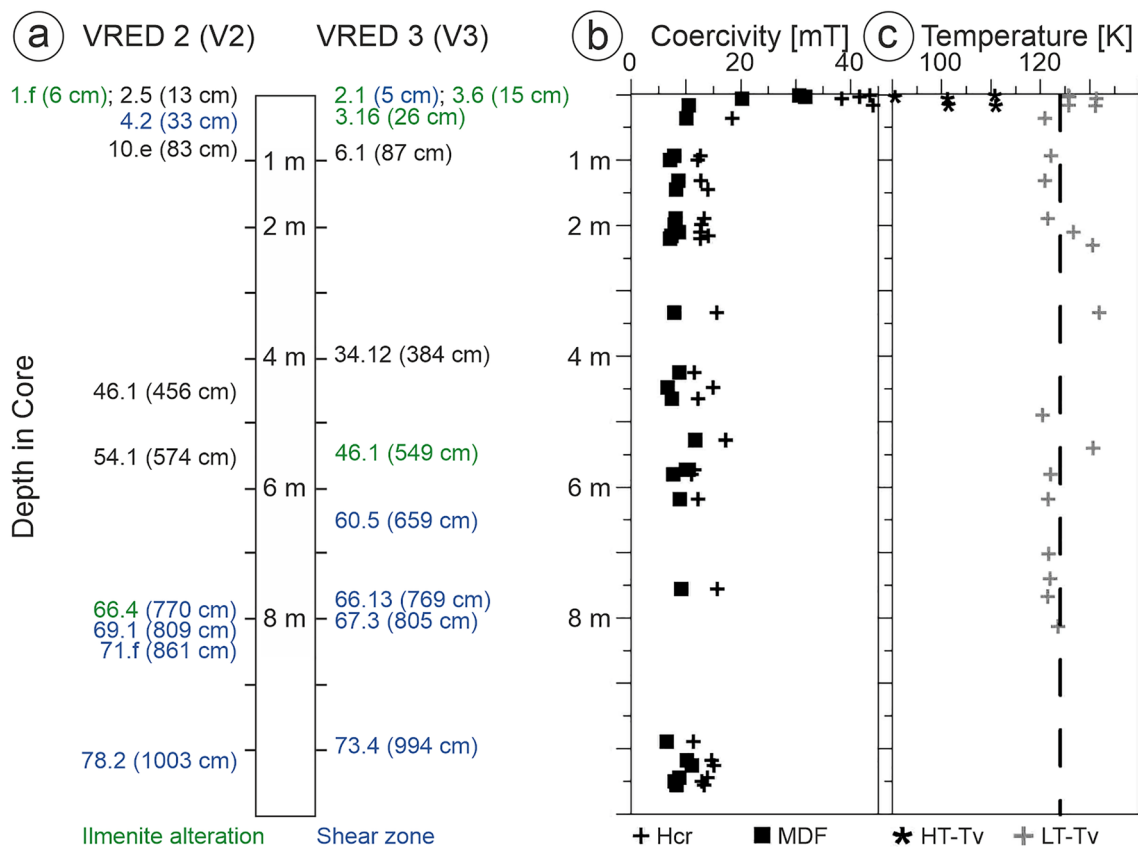 a VRED 2 (V2) VRED 3 (V3) b Coercivity [mT] c Temperature [K]
0 20 40 100 120
1.f (6 cm); 2.5 (13 cm) 2.1 (5 cm); 3.6 (15 cm)
4.2 (33 cm) 3.16 (26 cm)
10.e (83 cm) 6.1 (87 cm)
1 m 1 m
2 m 2 m
34.12 (384 cm)
4 m 4 m
46.1 (456 cm)
54.1 (574 cm) 46.1 (549 cm)
6 m 6 m
60.5 (659 cm)
66.4 (770 cm) 66.13 (769 cm)
8 m 8 m
69.1 (809 cm) 67.3 (805 cm)
71.f (861 cm)
78.2 (1003 cm) 73.4 (994 cm)
Depth in Core
Ilmenite alteration Shear zone Hcr MDF HT-Tv LT-Tv